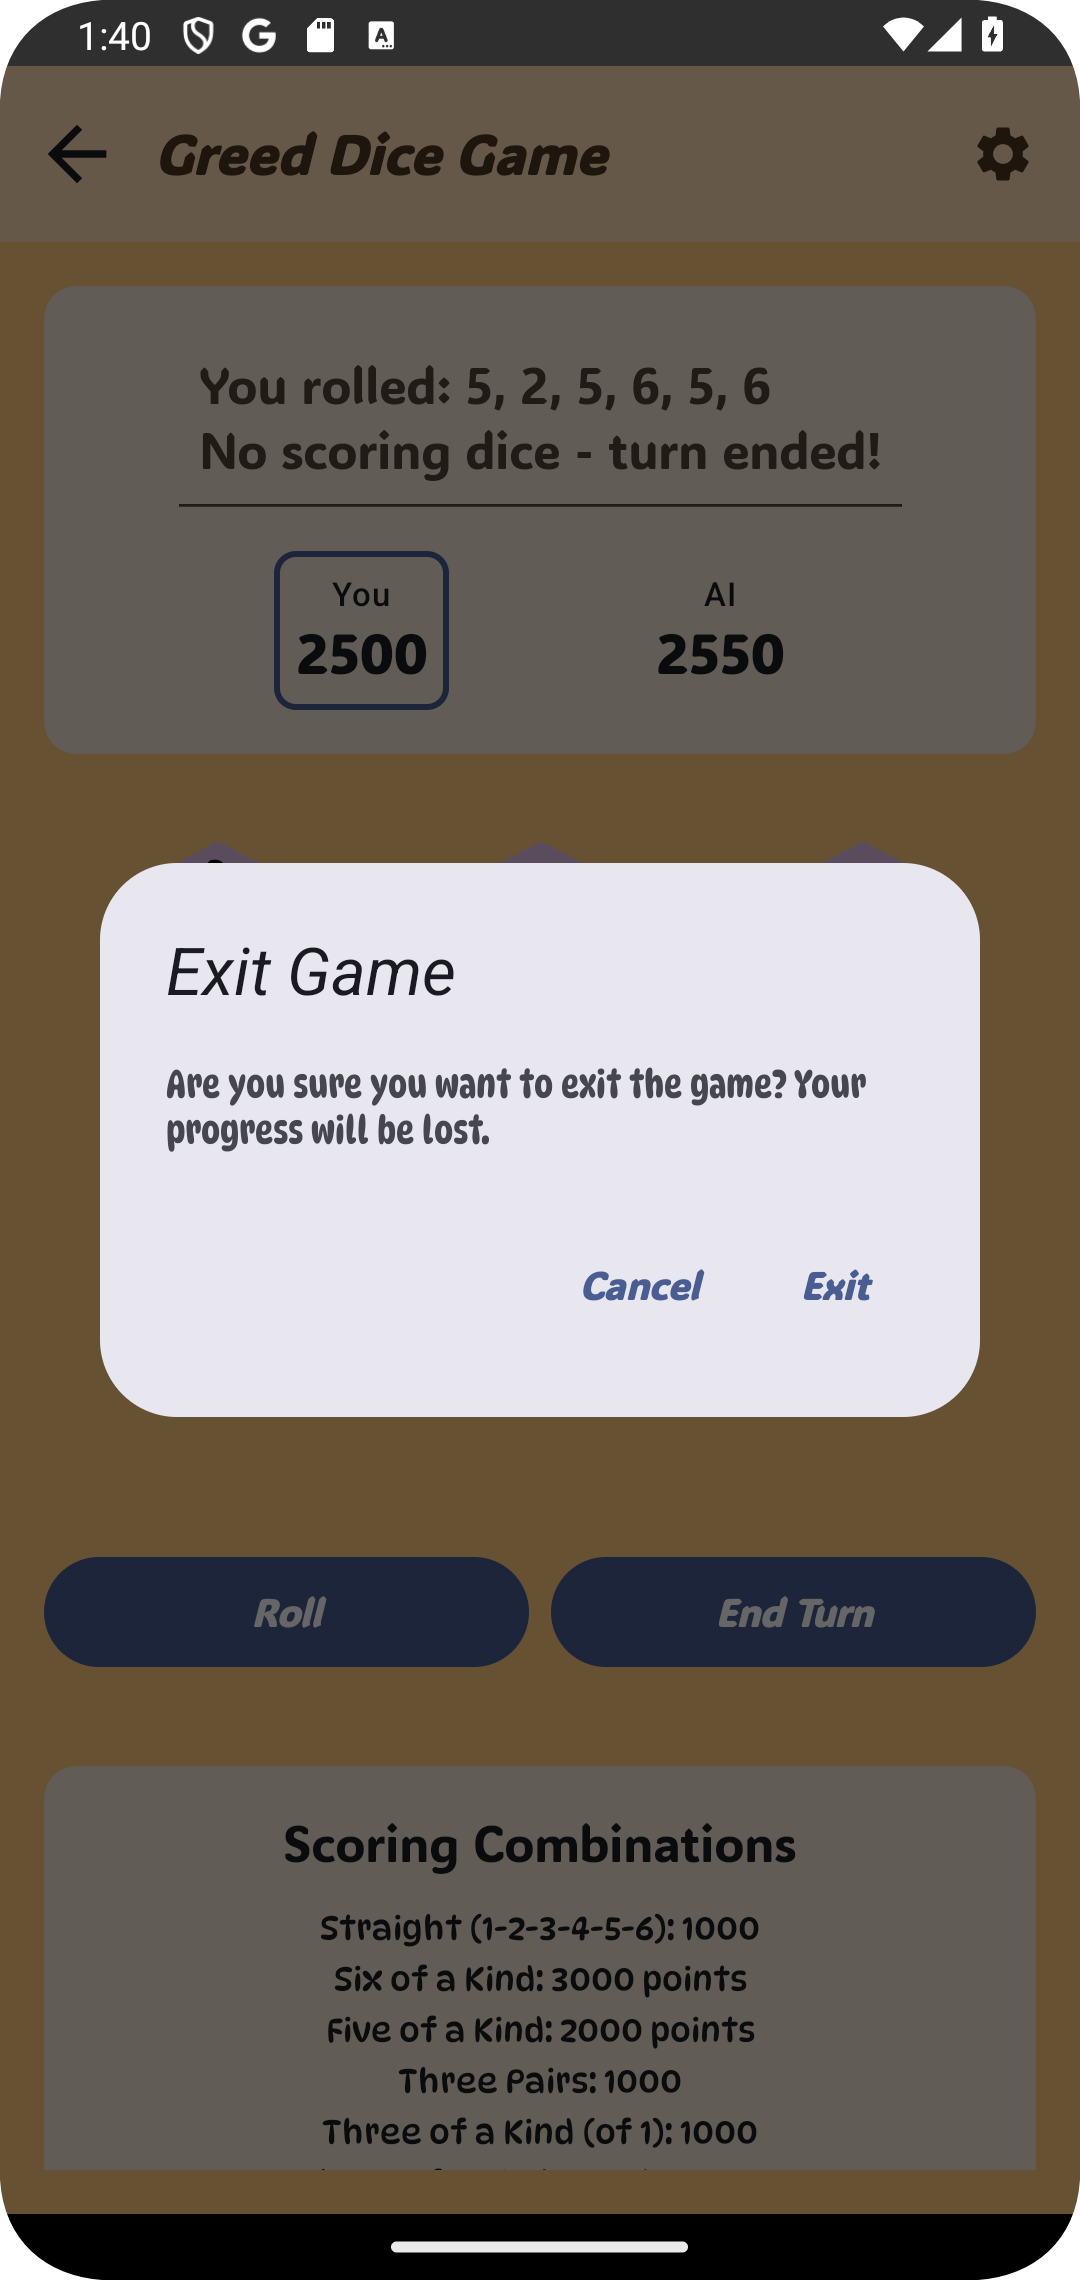 1:40
Greed Dice Game
You rolled: 5, 2, 5, 6, 5, 6
No scoring dice - turn ended!
You
AI
2500
2550
Exit Game
Are you sure you want to exit the game? Your
progress will be lost.
Cancel
Exit
Roll
End Turn
Scoring Combinations
Straight (1-2-3-4-5-6): 1000
Six of a Kind: 3000 points
Five of a Kind: 2000 points
Three Pairs: 1000
Three of a Kind (of 1): 1000